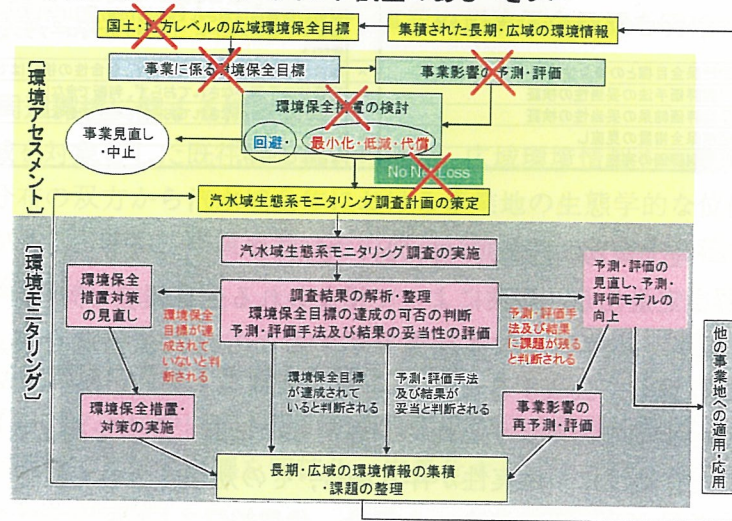 国土・地方レベルの広域環境保全目標
集積された長期・広域の環境情報
事業に係る環境保全目標
事業影響の予測・評価
環境保全措置の検討
回避・
最小化・低減・代償
事業見直し
・中止
No Net Loss
汽水域生態系モニタリング調査計画の策定
［環境アセスメント］
汽水域生態系モニタリング調査の実施
環境保全
措置対策
の見直し
調査結果の解析・整理
環境保全目標の達成の可否の判断
予測・評価手法及び結果の妥当性の評価
予測・評価の
見直し、予測・
評価モデルの
向上
環境保全
目標が達
成されて
いないと判
断される
予測・評価手
法及び結果
に課題が残る
と判断される
環境保全目標
が達成されて
いると判断される
予測・評価手法
及び結果が
妥当と判断される
環境保全措置・
対策の実施
事業影響の
再予測・評価
長期・広域の環境情報の集積
・課題の整理
［環境モニタリング］
他の事業地への適用・応用